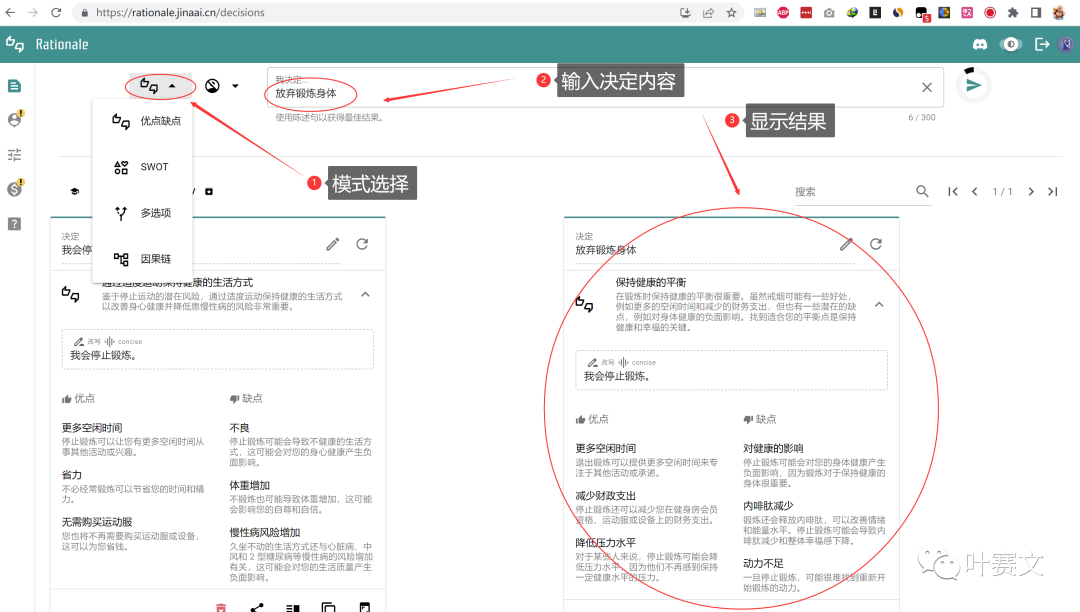 https://rationale.jinaai.cn/decisions
ABP
5
Rationale
我决定...
放弃锻炼身体
使用陈述句以获得最佳结果。
6 / 300
2
输入决定内容
3
显示结果
1
模式选择
优点缺点
SWOT
多选项
因果链
搜索
1 / 1
决定
我会停
通过适度运动保持健康的生活方式
鉴于停止运动的潜在风险，通过适度运动保持健康的生活方式
以改善身心健康并降低患慢性病的风险非常重要。
改写 concise
我会停止锻炼。
优点
更多空闲时间
停止锻炼可以让您有更多空闲时间从
事其他活动或兴趣。
省力
不必经常锻炼可以节省您的时间和精
力。
无需购买运动服
您也将不再需要购买运动服或设备，
这可以为您省钱。
缺点
不良
停止锻炼可能会导致不健康的生活方
式，这可能会对您的身心健康产生负
面影响。
体重增加
不锻炼也可能导致体重增加，这可能
会影响您的自尊和自信。
慢性病风险增加
久坐不动的生活方式还与心脏病、中
风和 2 型糖尿病等慢性病的风险增加
有关，这可能会对您的生活质量产生
负面影响。
决定
放弃锻炼身体
保持健康的平衡
在锻炼时保持健康的平衡很重要。虽然戒烟可能有一些好处，
例如更多的空闲时间和减少的财务支出，但也有一些潜在的缺
点，例如对身体健康的负面影响。找到适合您的平衡点是保持
健康和幸福的关键。
改写 concise
我会停止锻炼。
优点
更多空闲时间
退出锻炼可以提供更多空闲时间来专
注于其他活动或承诺。
减少财政支出
停止锻炼还可以减少您在健身房会员
资格、运动服或设备上的财务支出。
降低压力水平
对于某些人来说，停止锻炼可能会降
低压力水平，因为他们不再感到保持
一定健康水平的压力。
缺点
对健康的影响
停止锻炼可能会对您的身体健康产生
负面影响，因为锻炼对于保持健康的
身体很重要。
内啡肽减少
锻炼还会释放内啡肽，可以改善情绪
和能量水平。停止锻炼可能会导致内
啡肽减少和整体幸福感下降。
动力不足
一旦停止锻炼，可能很难找到重新开
始锻炼的动力。
叶赛文